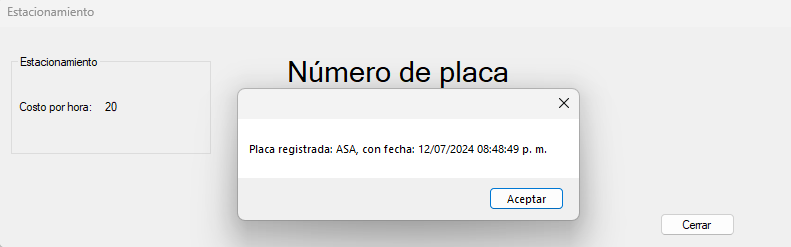 Estacionamiento
Estacionamiento
Número de placa
Costo por hora: 20
Placa registrada: ASA, con fecha: 12/07/2024 08:48:49 p. m.
Aceptar
Cerrar